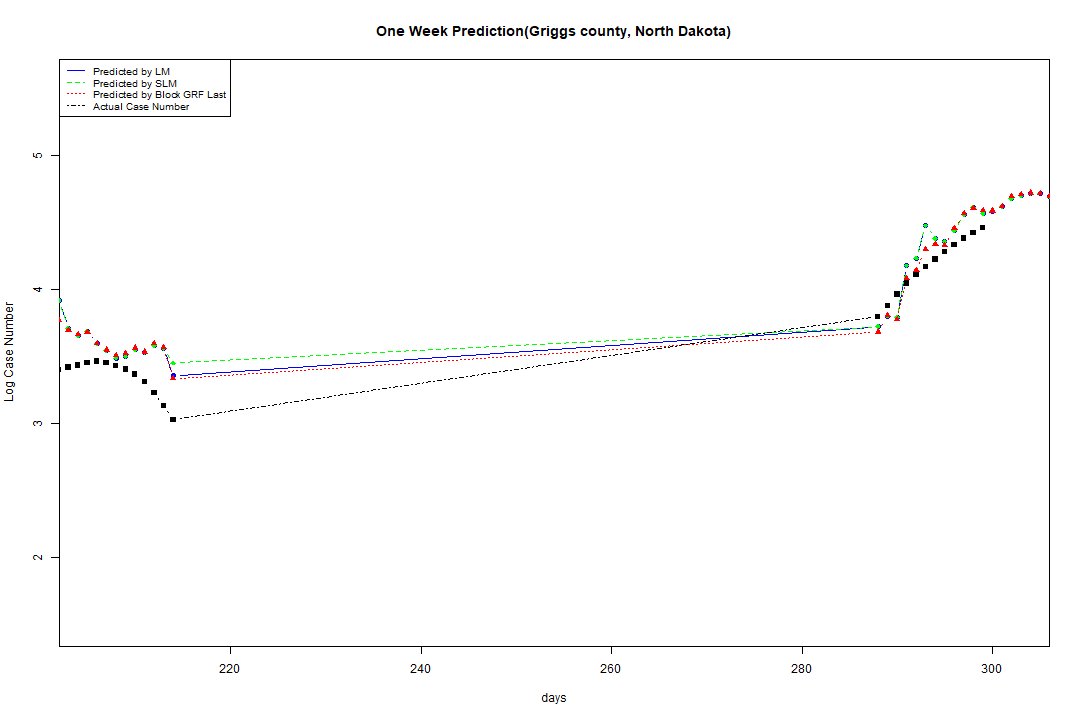 One Week Prediction(Griggs county, North Dakota)
Predicted by LM
Predicted by SLM
Predicted by Block GRF Last
Actual Case Number
5
4
3
2
Log Case Number
220 240 260 280 300
days